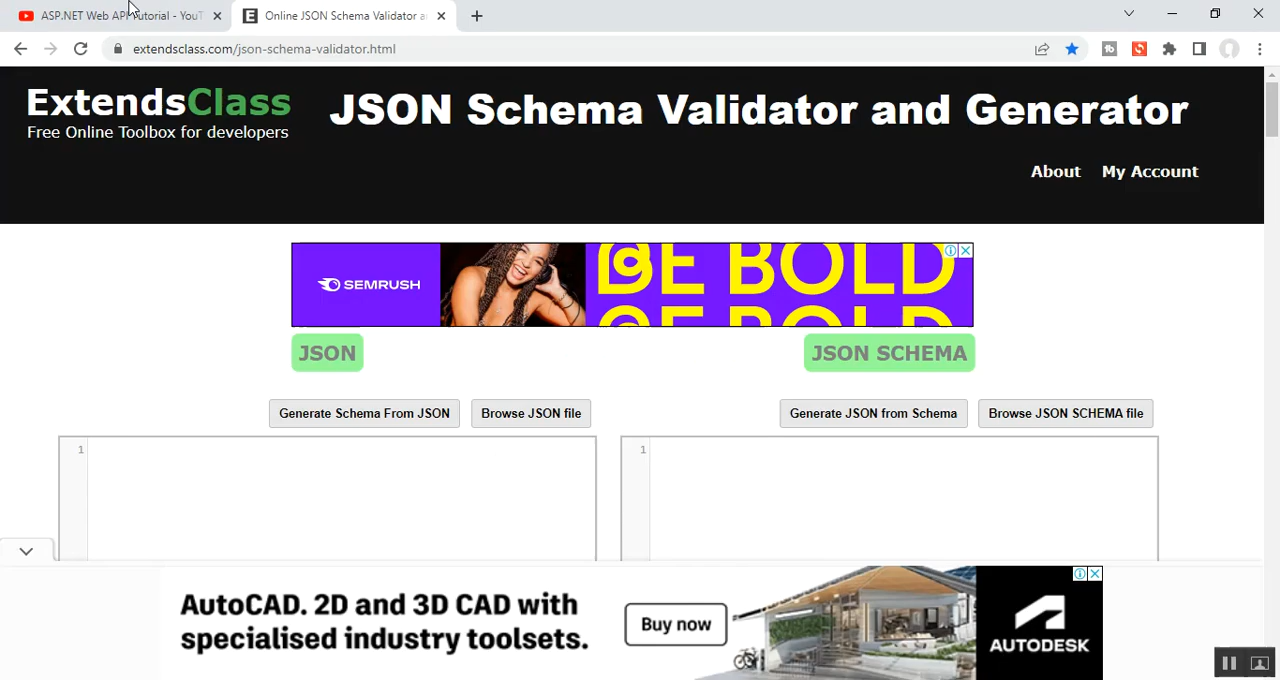 ASP.NET Web API Tutorial - YouT
Online JSON Schema Validator a
extendsclass.com/json-schema-validator.html
ExtendsClass
Free Online Toolbox for developers
JSON Schema Validator and Generator
About My Account
SEMRUSH
BE BOLD
BE BOLD
JSON
JSON SCHEMA
Generate Schema From JSON Browse JSON file
Generate JSON from Schema Browse JSON SCHEMA file
1
1
AutoCAD. 2D and 3D CAD with
specialised industry toolsets.
Buy now
AUTODESK